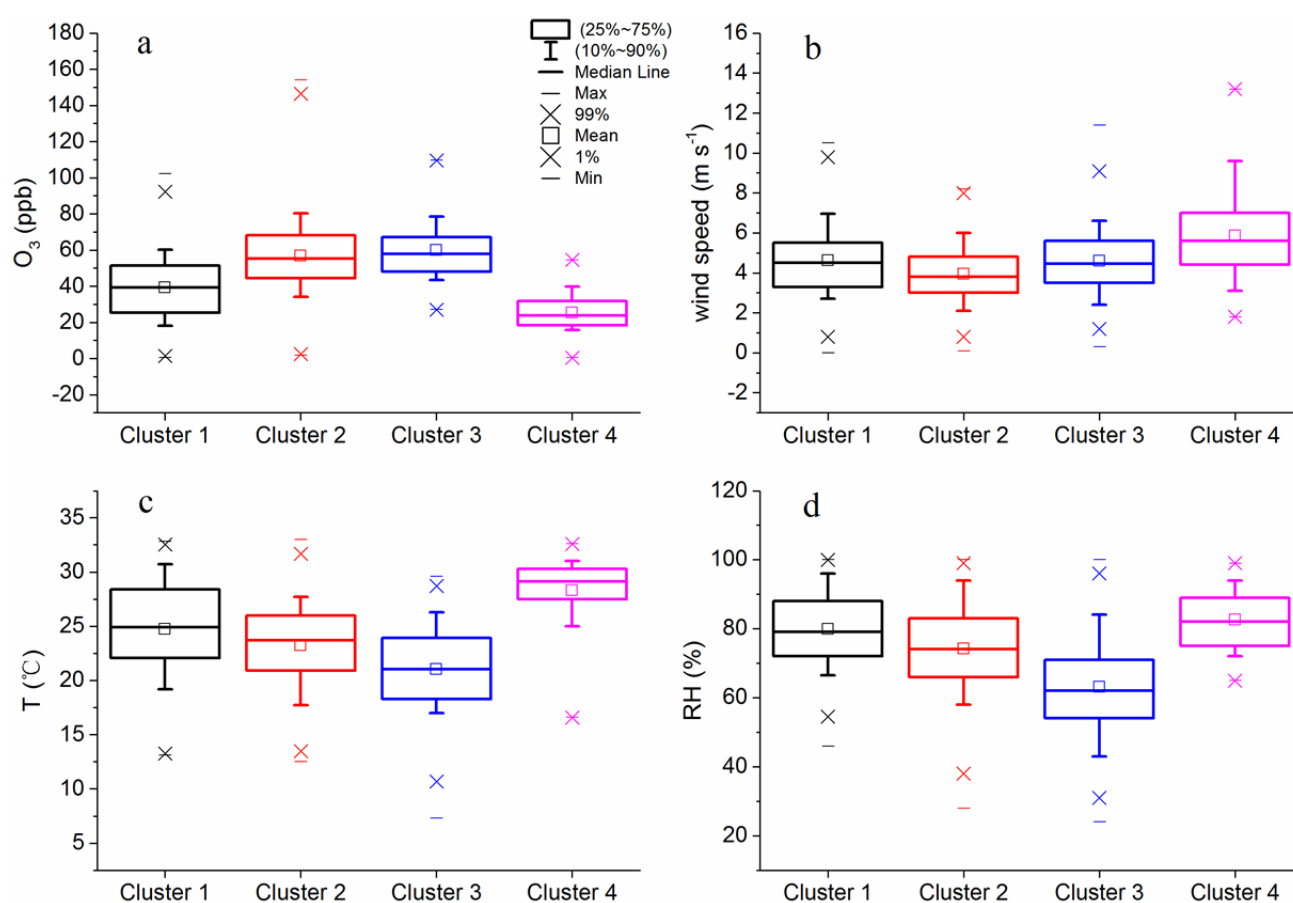 a
180
160
140
120
100
80
60
40
20
0
-20
O3 (ppb)
(25%~75%)
(10%~90%)
Median Line
Max
99%
Mean
1%
Min
Cluster 1 Cluster 2 Cluster 3 Cluster 4
b
16
14
12
10
8
6
4
2
0
-2
wind speed (m s-1)
Cluster 1 Cluster 2 Cluster 3 Cluster 4
c
35
30
25
20
15
10
5
T (℃)
Cluster 1 Cluster 2 Cluster 3 Cluster 4
d
120
100
80
60
40
20
RH (%)
Cluster 1 Cluster 2 Cluster 3 Cluster 4